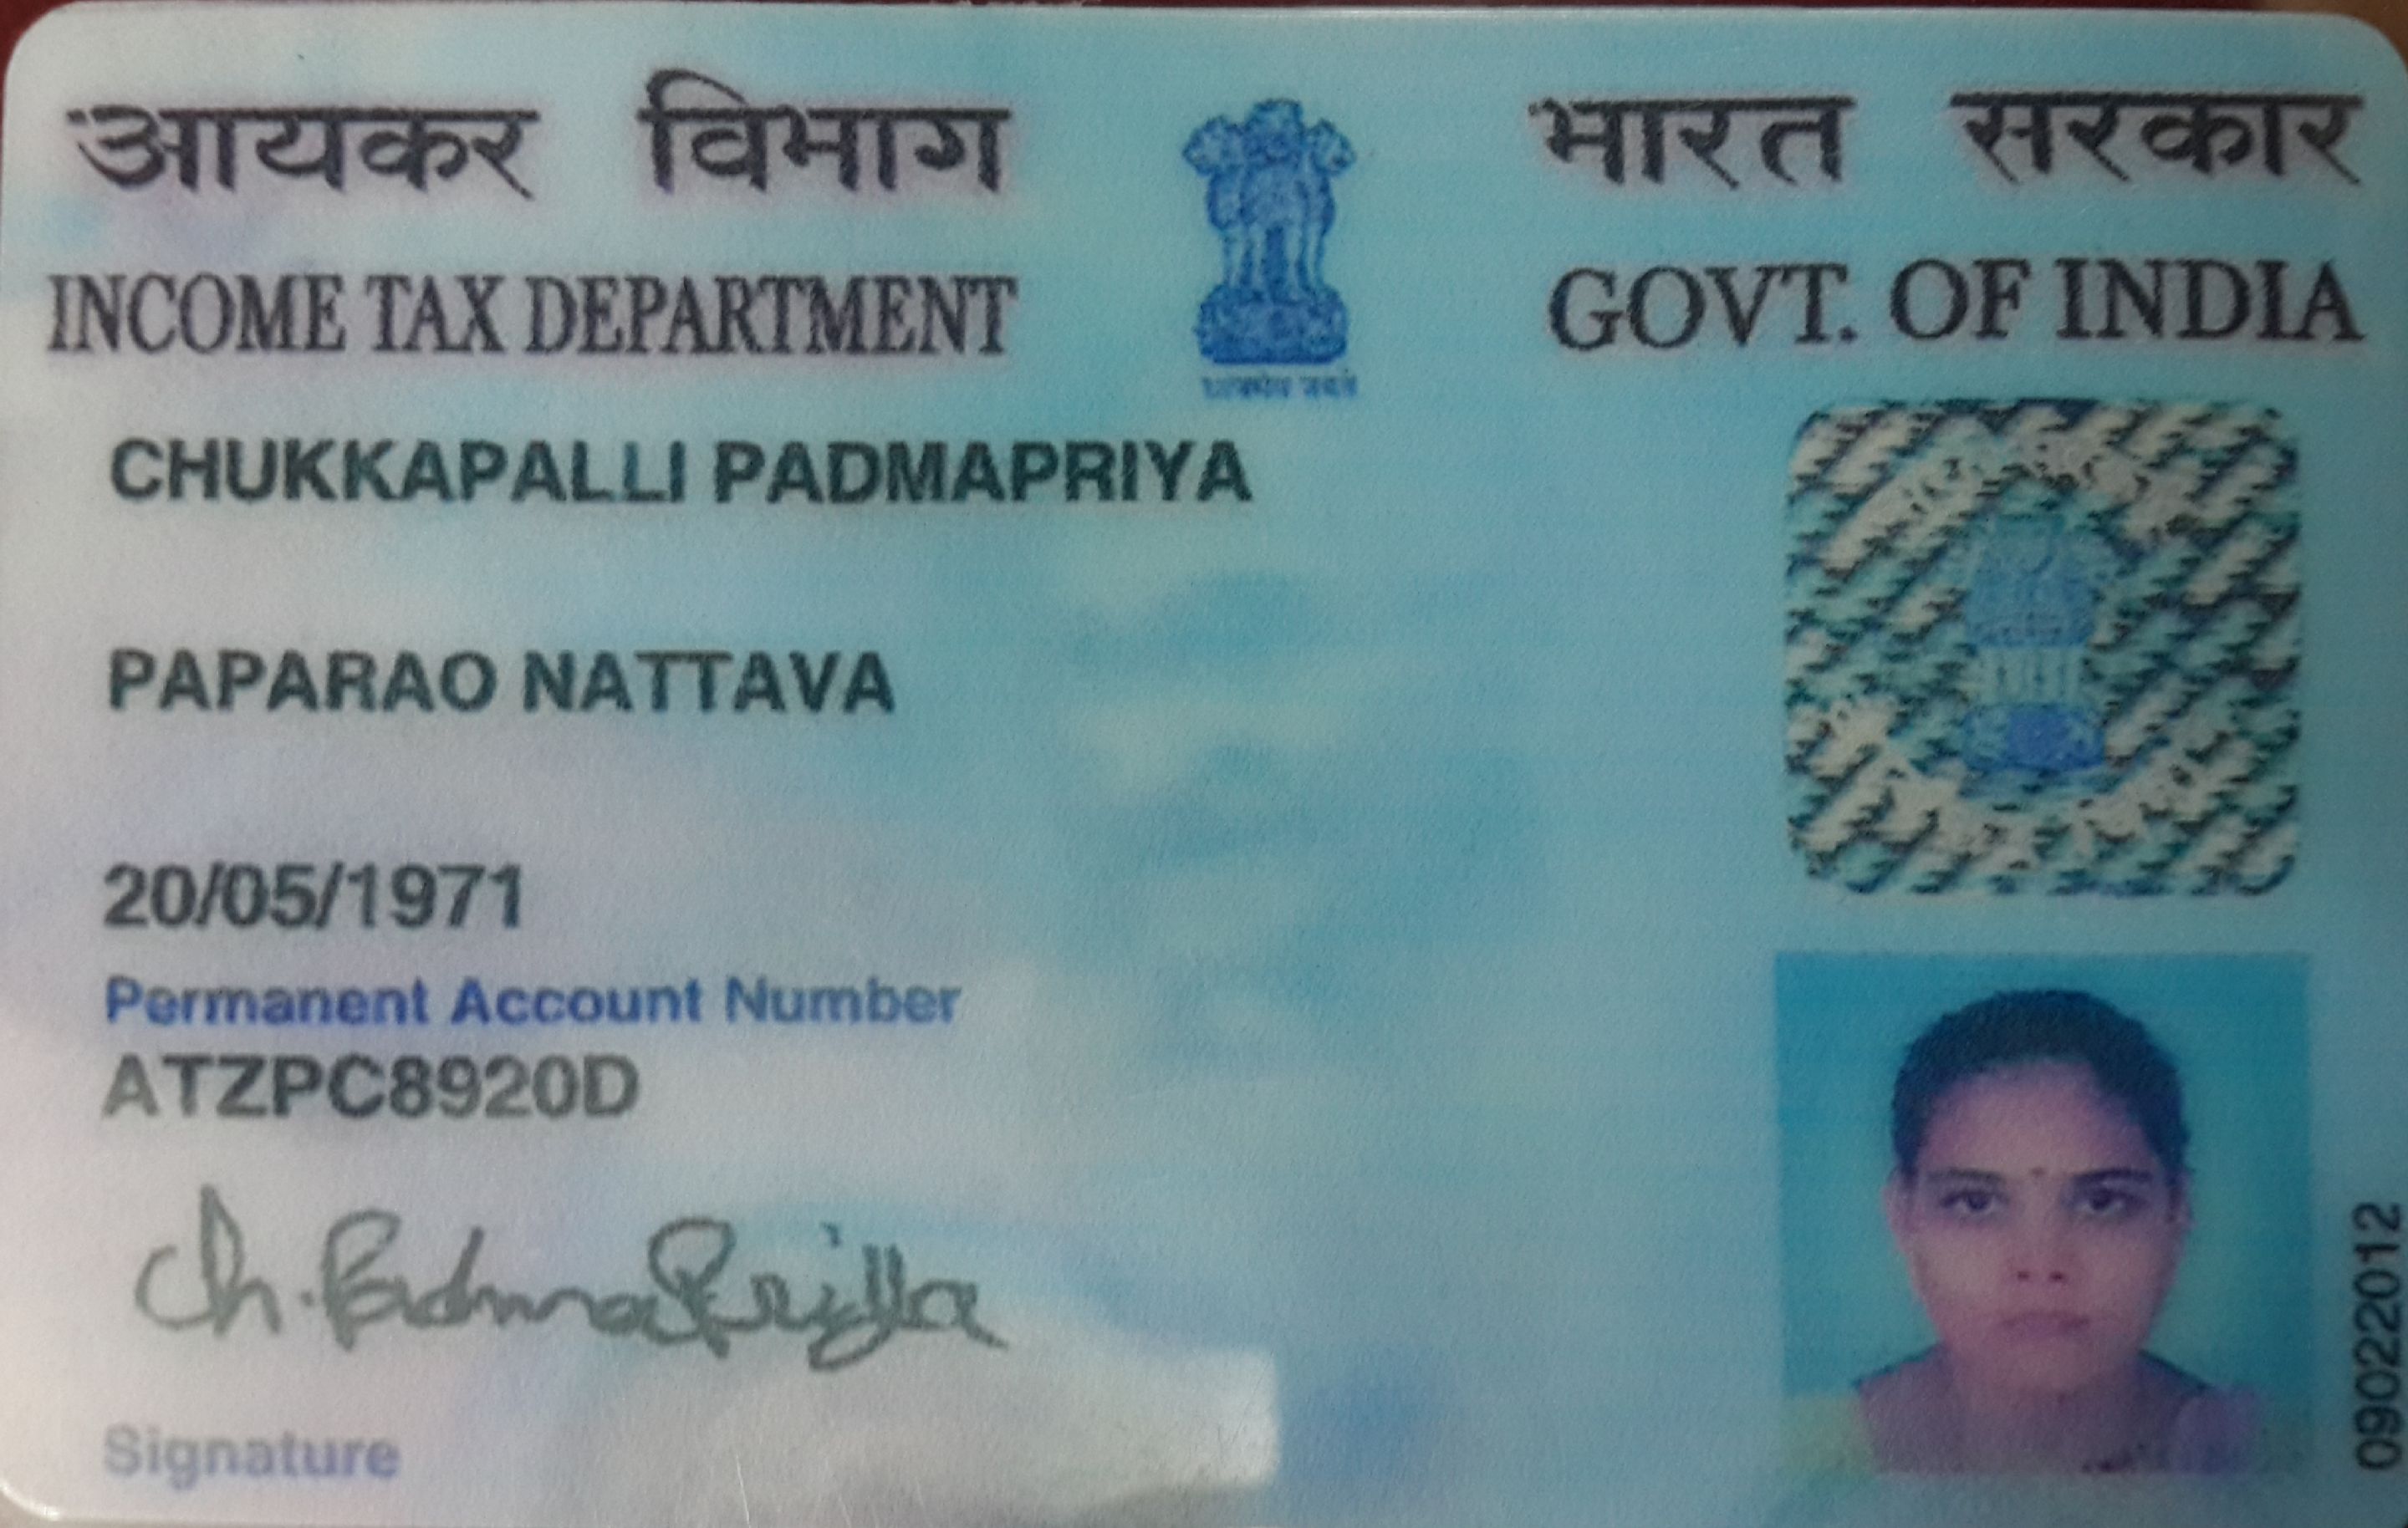 आयकर विभाग
INCOME TAX DEPARTMENT
भारत सरकार
GOVT. OF INDIA
सत्यमेव जयते
CHUKKAPALLI PADMAPRIYA
PAPARAO NATTAVA
20/05/1971
Permanent Account Number
ATZPC8920D
Ch. PadmaPriya
Signature
09022012